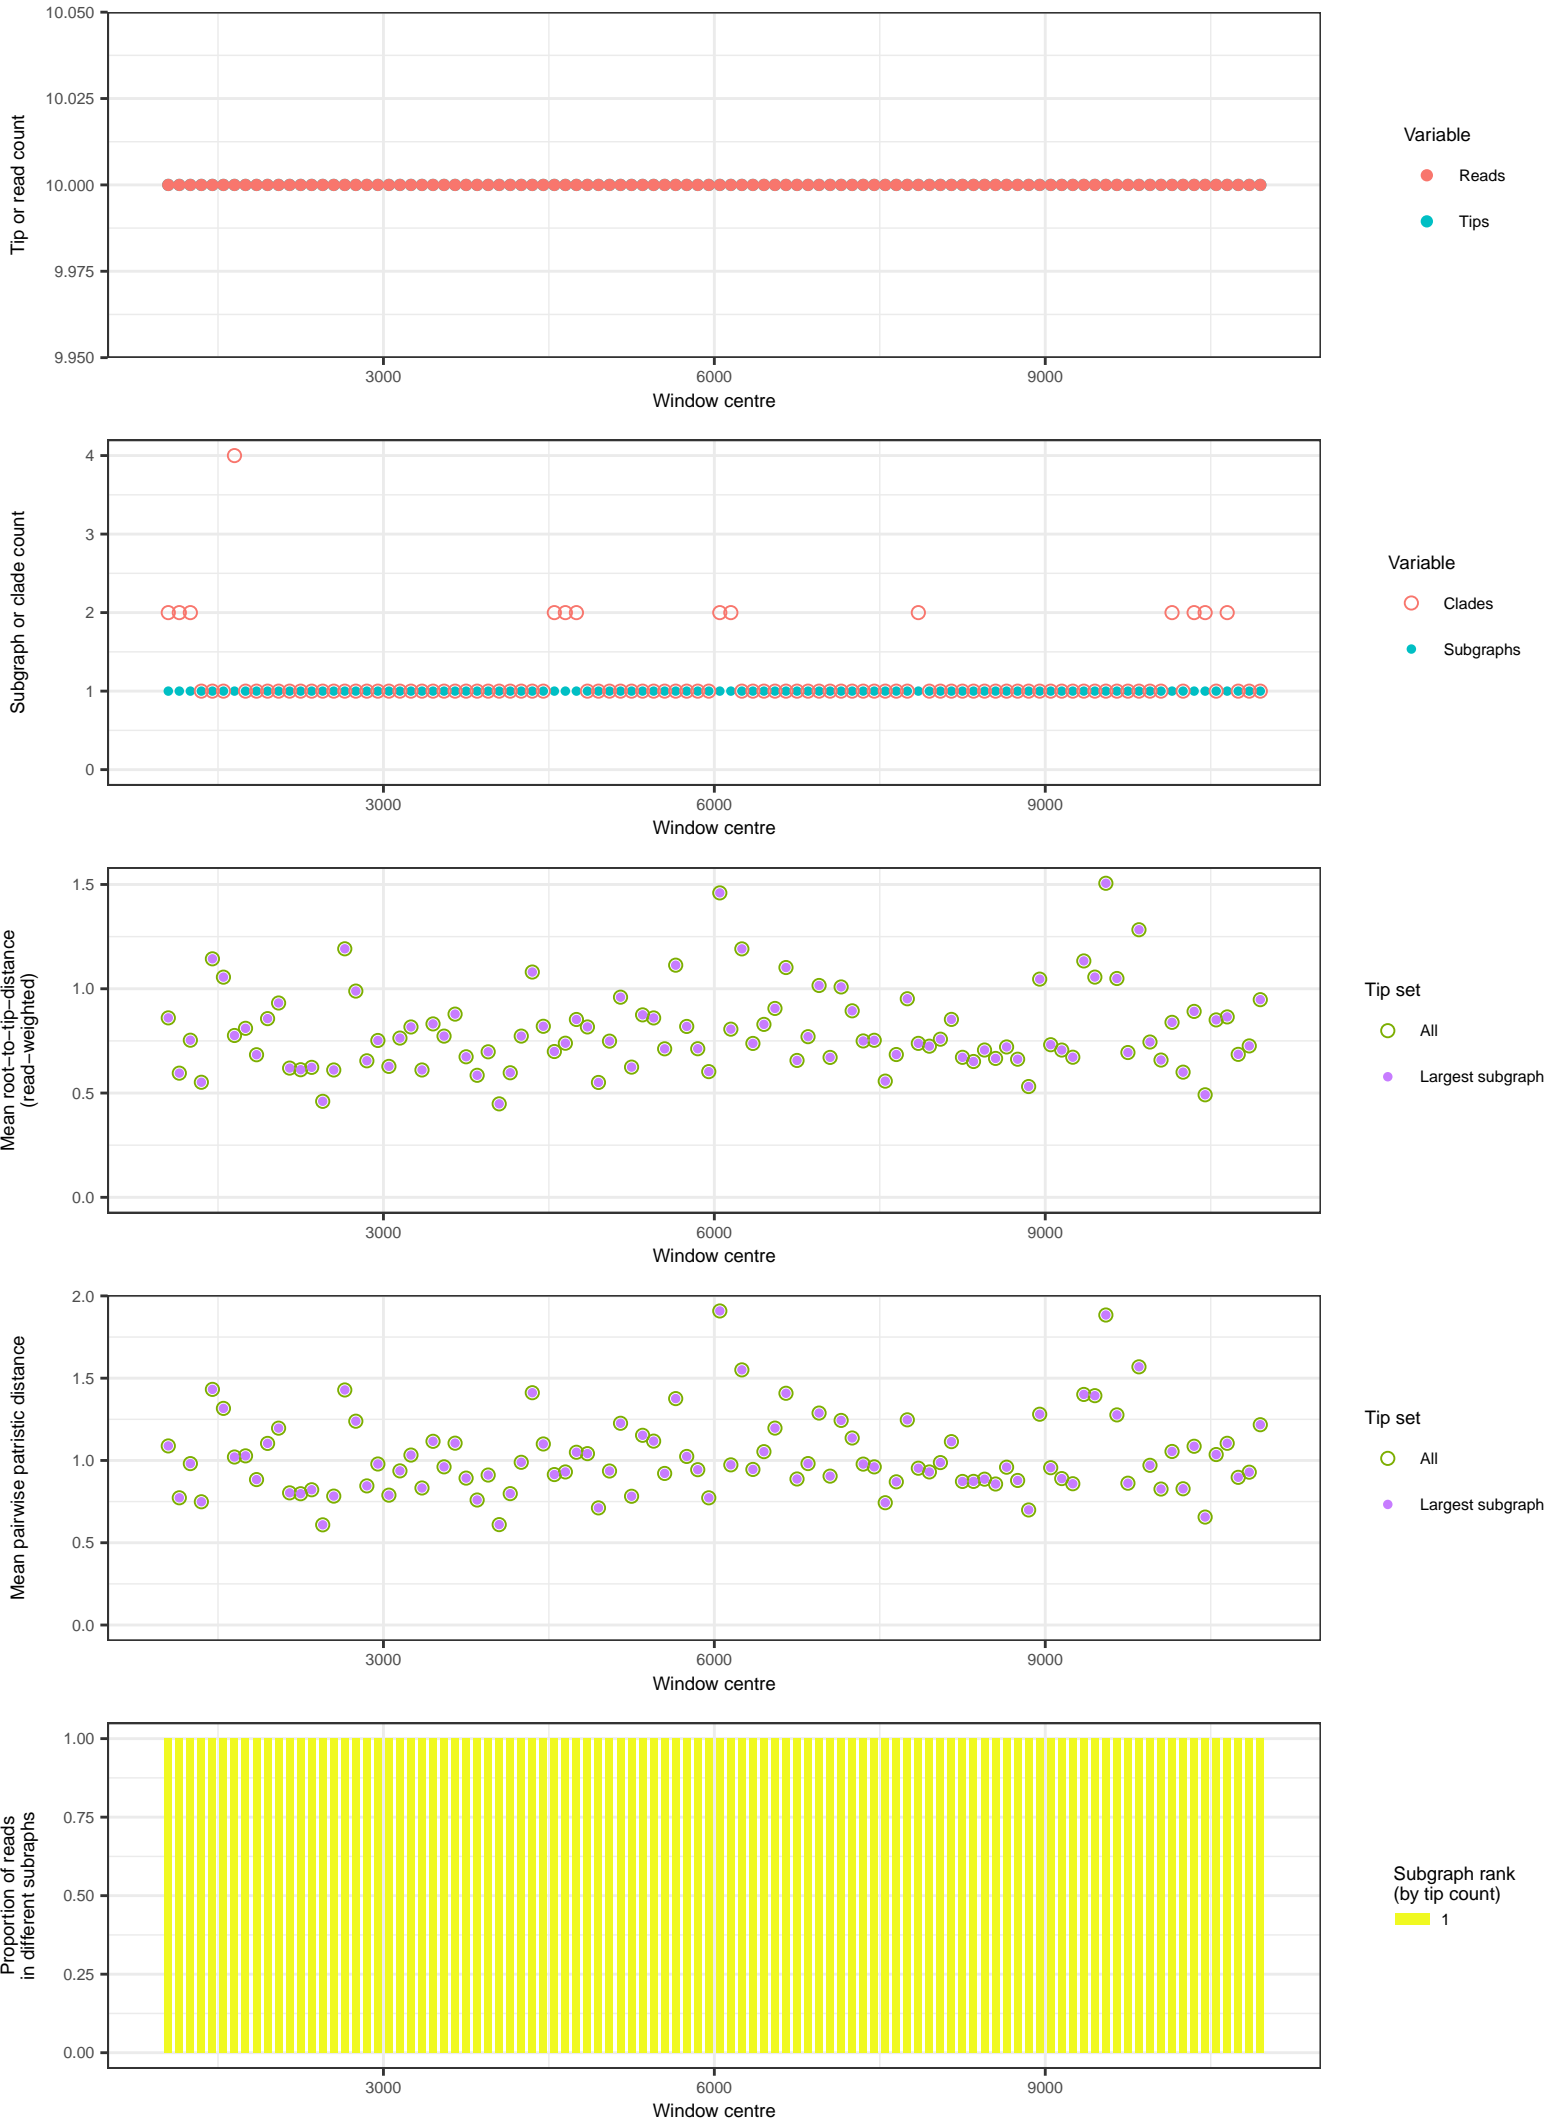 10.050
10.025
10.000
9.975
9.950
Tip or read count
3000 6000 9000
Window centre
Variable
Reads
Tips
4
3
2
1
0
Subgraph or clade count
3000 6000 9000
Window centre
Variable
Clades
Subgraphs
1.5
1.0
0.5
0.0
Mean root−to−tip−distance
(read−weighted)
3000 6000 9000
Window centre
Tip set
All
Largest subgraph
2.0
1.5
1.0
0.5
0.0
Mean pairwise patristic distance
3000 6000 9000
Window centre
Tip set
All
Largest subgraph
1.00
0.75
0.50
0.25
0.00
Proportion of reads
in different subraphs
3000 6000 9000
Window centre
Subgraph rank
(by tip count)
1